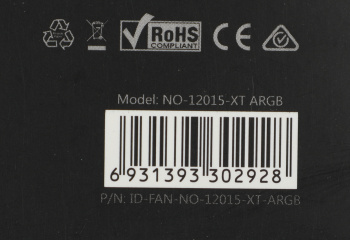 RoHS
COMPLIANT
CE
Model: NO-12015-XT ARGB
6 931393 302928
P/N: ID-FAN-NO-12015-XT-ARGB